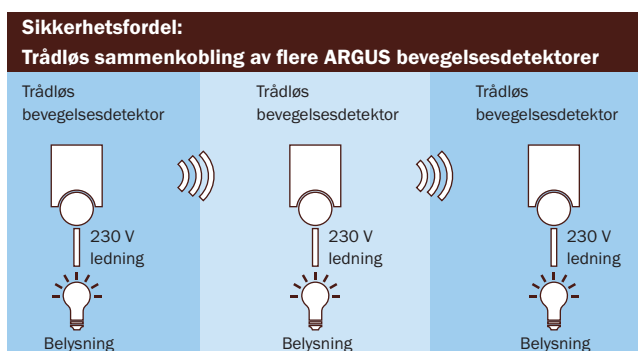 Sikkerhetsfordel:
Trådløs sammenkobling av flere ARGUS bevegelsesdetektorer
Trådløs
bevegelsesdetektor
230 V
ledning
Belysning
Trådløs
bevegelsesdetektor
230 V
ledning
Belysning
Trådløs
bevegelsesdetektor
230 V
ledning
Belysning